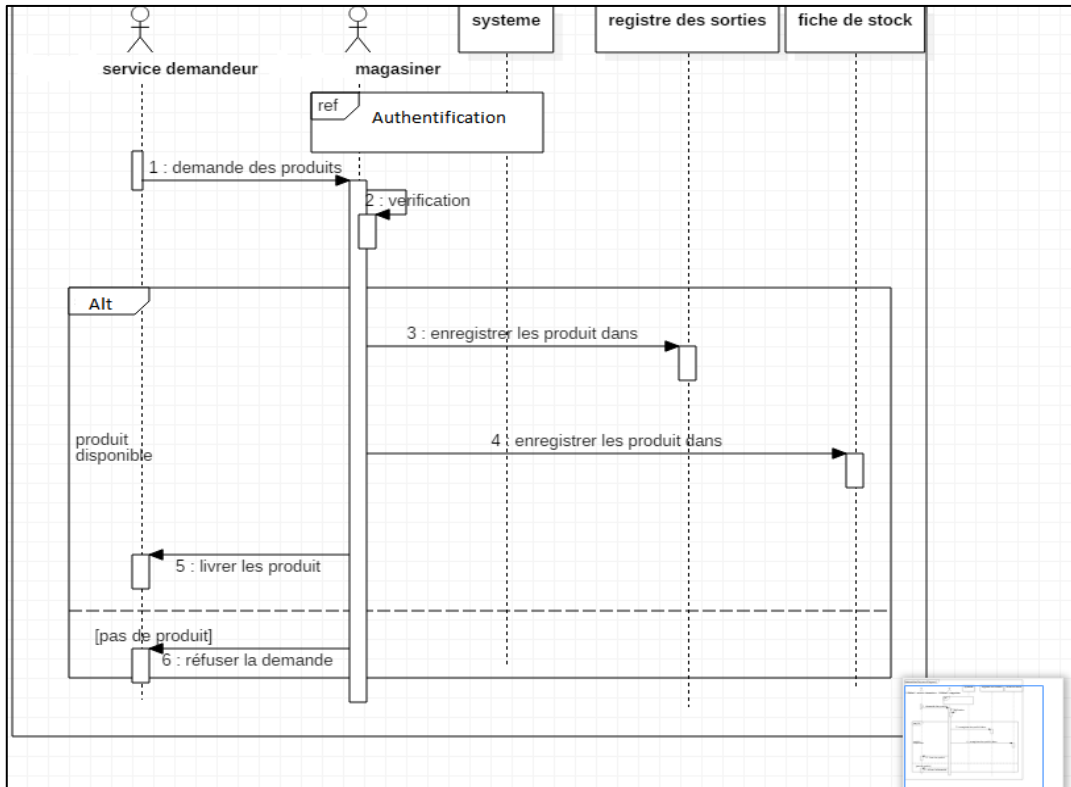 systeme
registre des sorties
fiche de stock
service demandeur
magasiner
ref
Authentification
1 : demande des produits
2 : verification
Alt
3 : enregistrer les produit dans
4 : enregistrer les produit dans
produit
disponible
5 : livrer les produit
[pas de produit]
6 : réfuser la demande